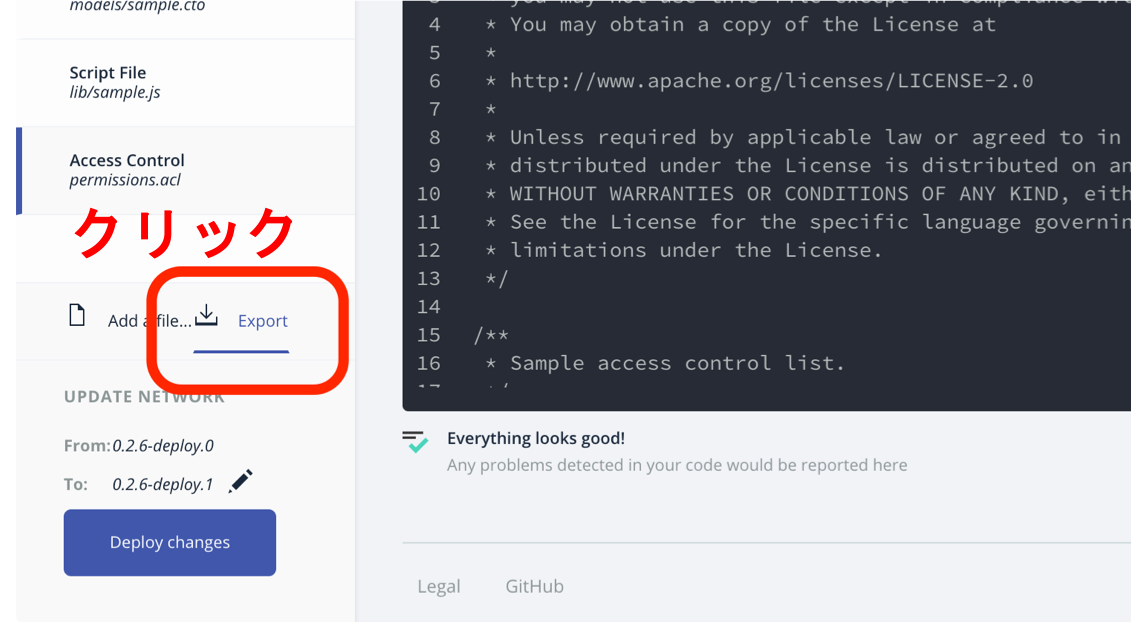 models/sample.cto
Script File
lib/sample.js
Access Control
permissions.acl
クリック
Add a file...
Export
UPDATE NETWORK
From: 0.2.6-deploy.0
To: 0.2.6-deploy.1
Deploy changes
4 * You may obtain a copy of the License at
5 *
6 * http://www.apache.org/licenses/LICENSE-2.0
7 *
8 * Unless required by applicable law or agreed to in
9 * distributed under the License is distributed on an
10 * WITHOUT WARRANTIES OR CONDITIONS OF ANY KIND, eith
11 * See the License for the specific language governin
12 * limitations under the License.
13 */
14
15 /**
16 * Sample access control list.
Everything looks good!
Any problems detected in your code would be reported here
Legal
GitHub